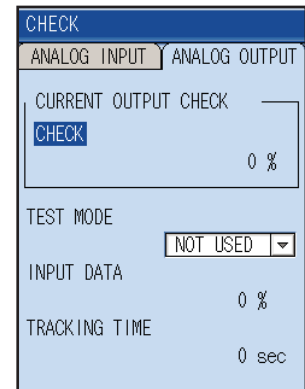 CHECK
ANALOG INPUT ANALOG OUTPUT
CURRENT OUTPUT CHECK
CHECK
0 %
TEST MODE
NOT USED
INPUT DATA
0 %
TRACKING TIME
0 sec